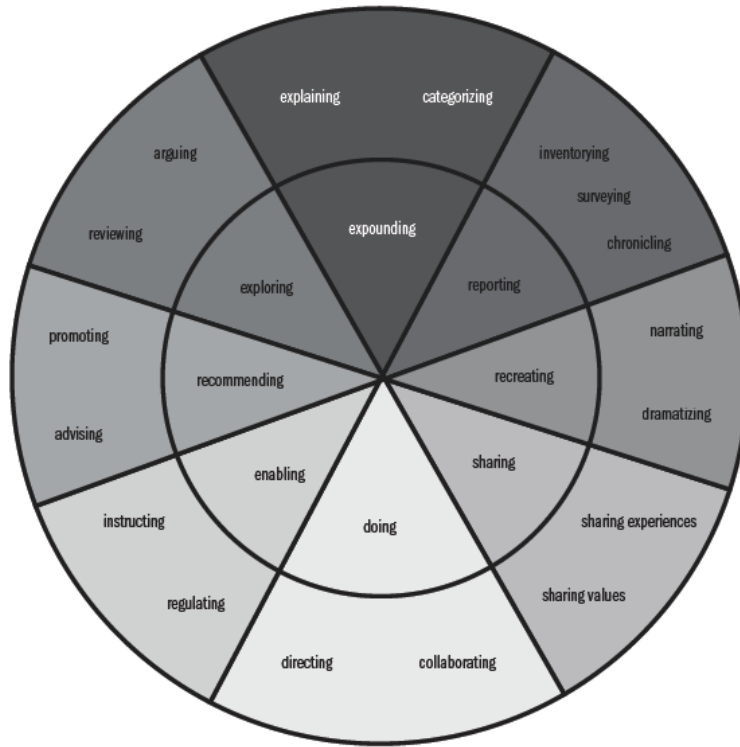 explaining
categorizing
arguing
inventorying
surveying
reviewing
expounding
chronicling
exploring
reporting
promoting
narrating
recommending
recreating
advising
dramatizing
enabling
sharing
instructing
doing
sharing experiences
regulating
sharing values
directing
collaborating